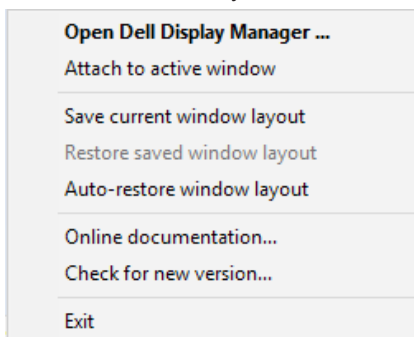 Open Dell Display Manager ...
Attach to active window
Save current window layout
Restore saved window layout
Auto-restore window layout
Online documentation...
Check for new version...
Exit